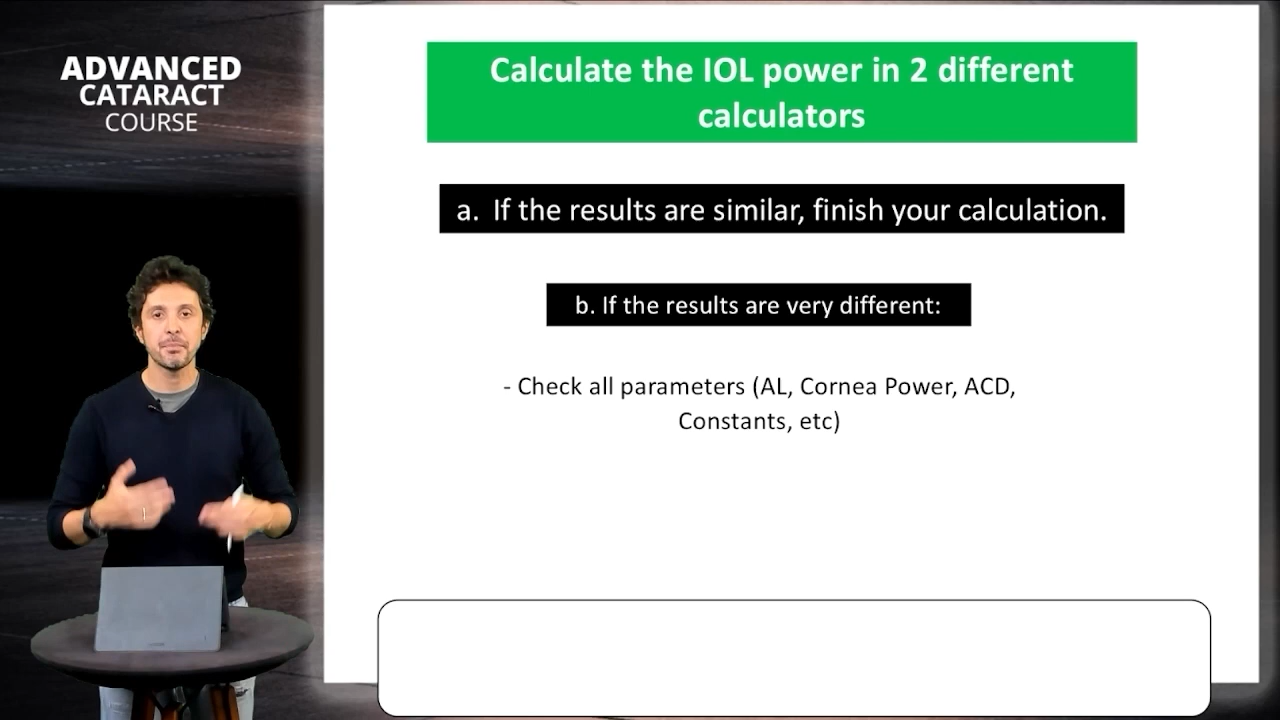 ADVANCED
CATARACT
COURSE
Calculate the IOL power in 2 different
calculators
a. If the results are similar, finish your calculation.
b. If the results are very different:
- Check all parameters (AL, Cornea Power, ACD,
Constants, etc)